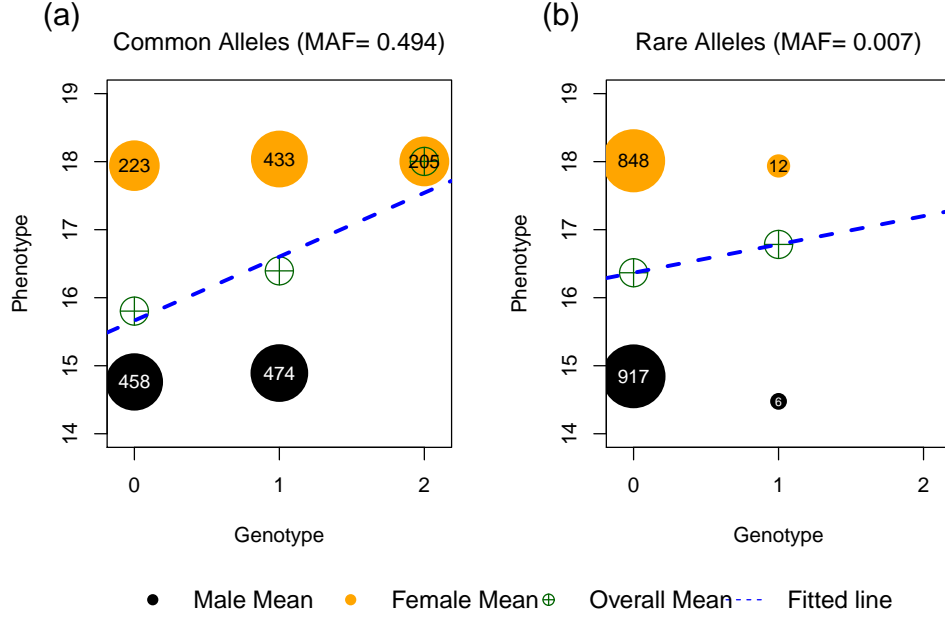 (a)
Common Alleles (MAF= 0.494)
Phenotype
19
18
17
16
15
14
223
433
205
458
474
0 1 2
Genotype
(b)
Rare Alleles (MAF= 0.007)
Phenotype
19
18
17
16
15
14
848
12
917
6
0 1 2
Genotype
Male Mean Female Mean Overall Mean Fitted line